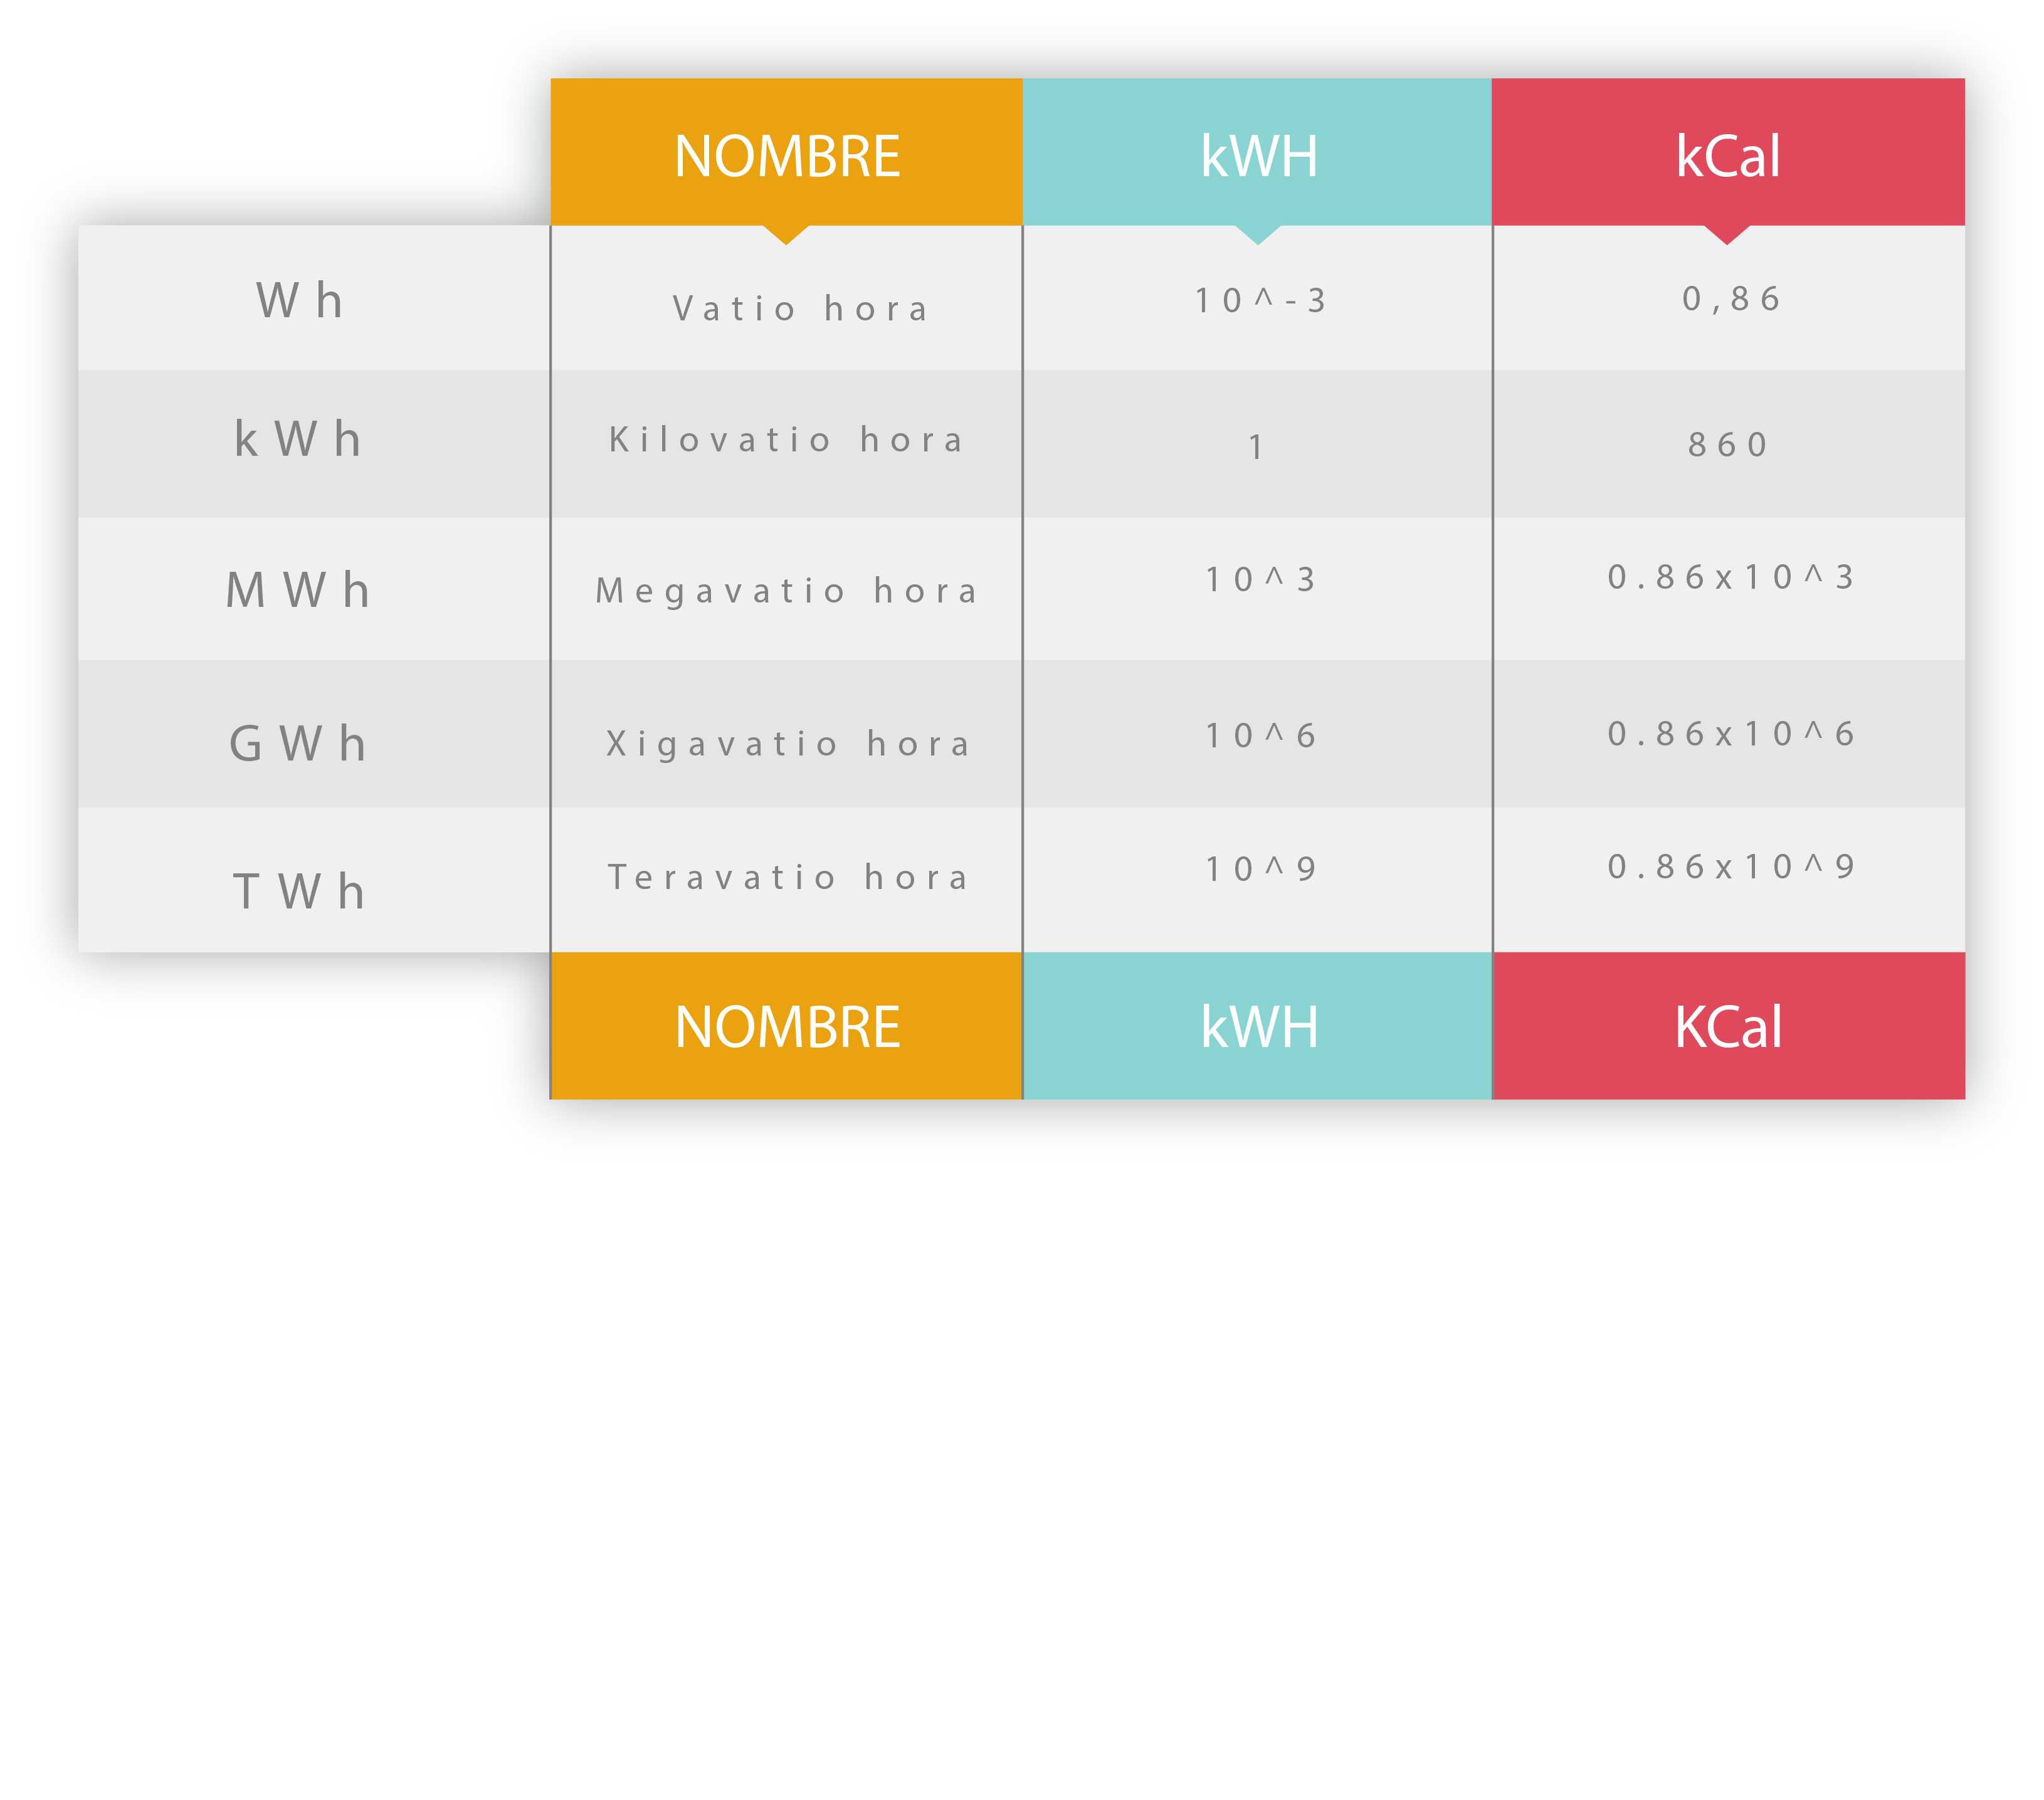 NOMBRE kWH kCal
Wh Vatio hora 10^-3 0,86
kWh Kilovatio hora 1 860
MWh Megavatio hora 10^3 0.86x10^3
GWh Xigavatio hora 10^6 0.86x10^6
TWh Teravatio hora 10^9 0.86x10^9
NOMBRE kWH KCal